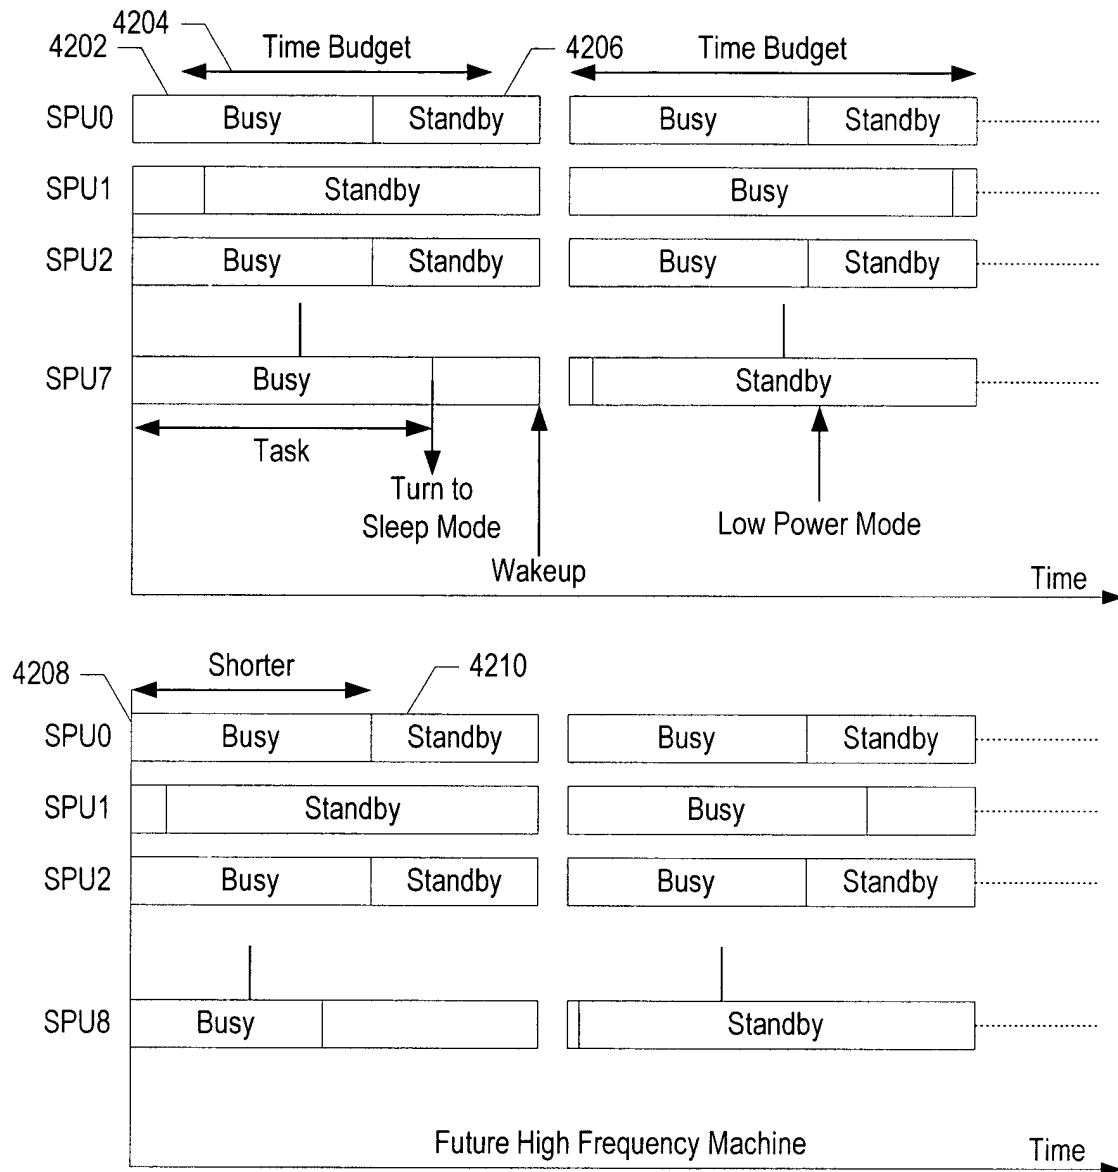 4204
4202
Time Budget
4206
Time Budget
SPU0
Busy
Standby
Busy
Standby
SPU1
Standby
Busy
SPU2
Busy
Standby
Busy
Standby
SPU7
Busy
Standby
Task
Turn to
Sleep Mode
Low Power Mode
Wakeup
Time
4208
Shorter
4210
SPU0
Busy
Standby
Busy
Standby
SPU1
Standby
Busy
SPU2
Busy
Standby
Busy
Standby
SPU8
Busy
Standby
Future High Frequency Machine
Time